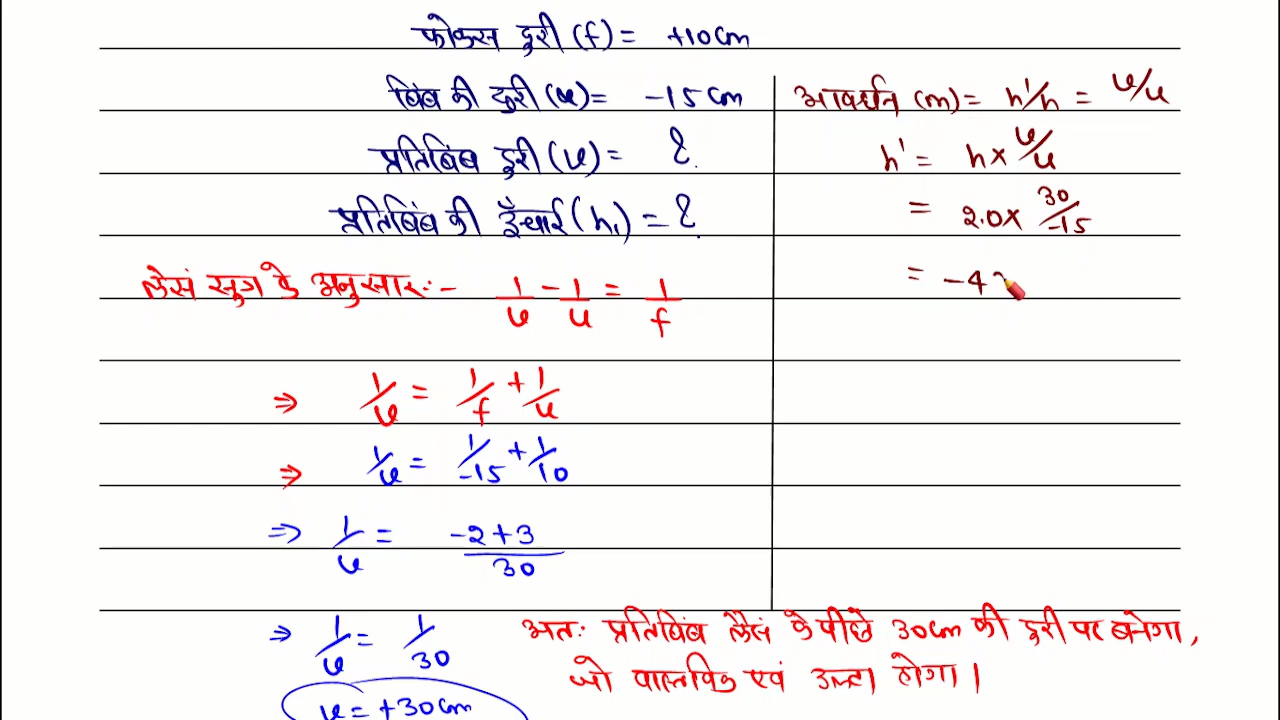 फोकस दुरी (f) = +10cm
बिंब की दुरी (u) = -15 cm
प्रतिबिंब दुरी (v) = ?
प्रतिबिंब की ऊँचाई (h₁) = ?
लेसं सुत्र के अनुसार:-  1/v - 1/u = 1/f
⇒ 1/v = 1/f + 1/u
⇒ 1/v = 1/-15 + 1/10
⇒ 1/v = -2+3/30
⇒ 1/v = 1/30
v = +30cm
आवर्धन (m) = h'/h = v/u
h' = h× v/u
= 2.0× 30/-15
= -4
अतः प्रतिबिंब लैसं के पीछे 30cm की दुरी पर बनेगा,
जो वास्तविक एवं उल्टा होगा।